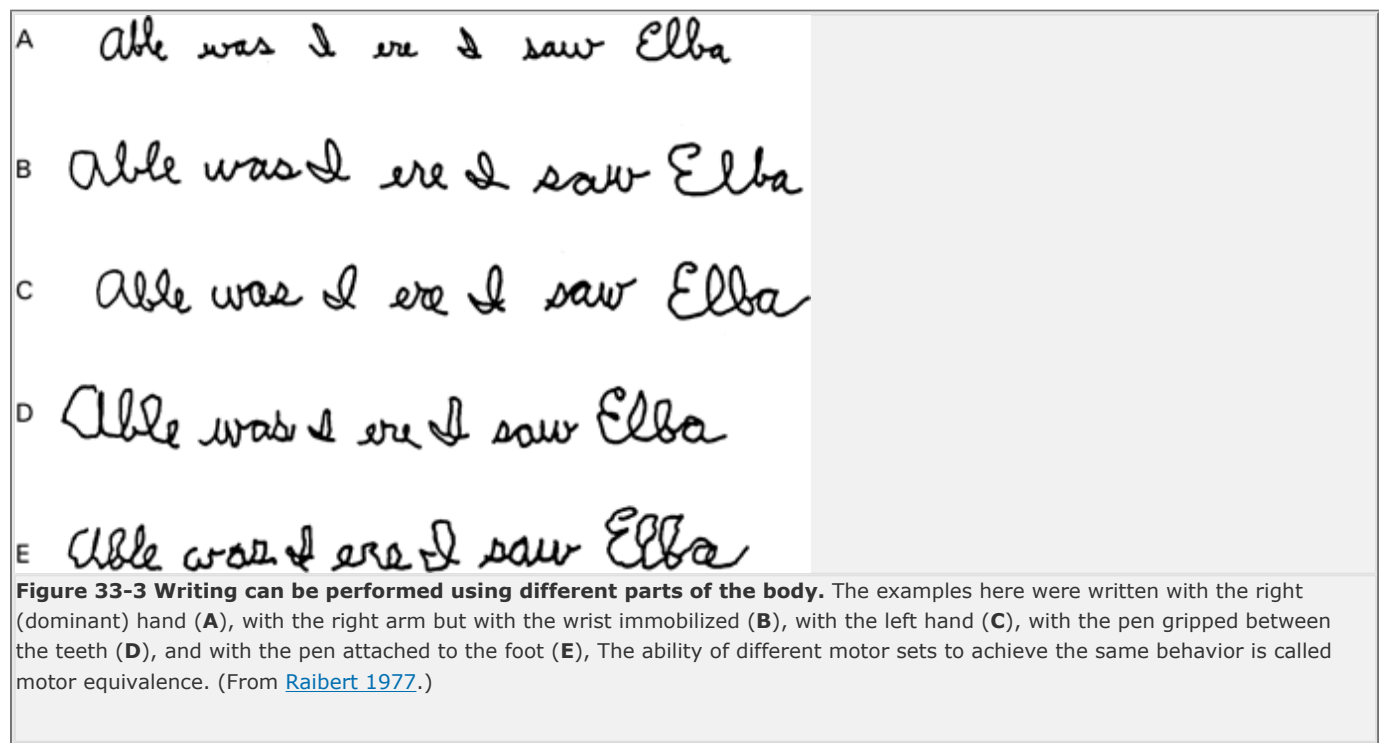 A Able was I ere I saw Elba
B Able was I ere I saw Elba
C Able was I ere I saw Elba
D Able was I ere I saw Elba
E Able was I ere I saw Elba
Figure 33-3 Writing can be performed using different parts of the body. The examples here were written with the right
(dominant) hand (A), with the right arm but with the wrist immobilized (B), with the left hand (C), with the pen gripped between
the teeth (D), and with the pen attached to the foot (E), The ability of different motor sets to achieve the same behavior is called
motor equivalence. (From Raibert 1977.)